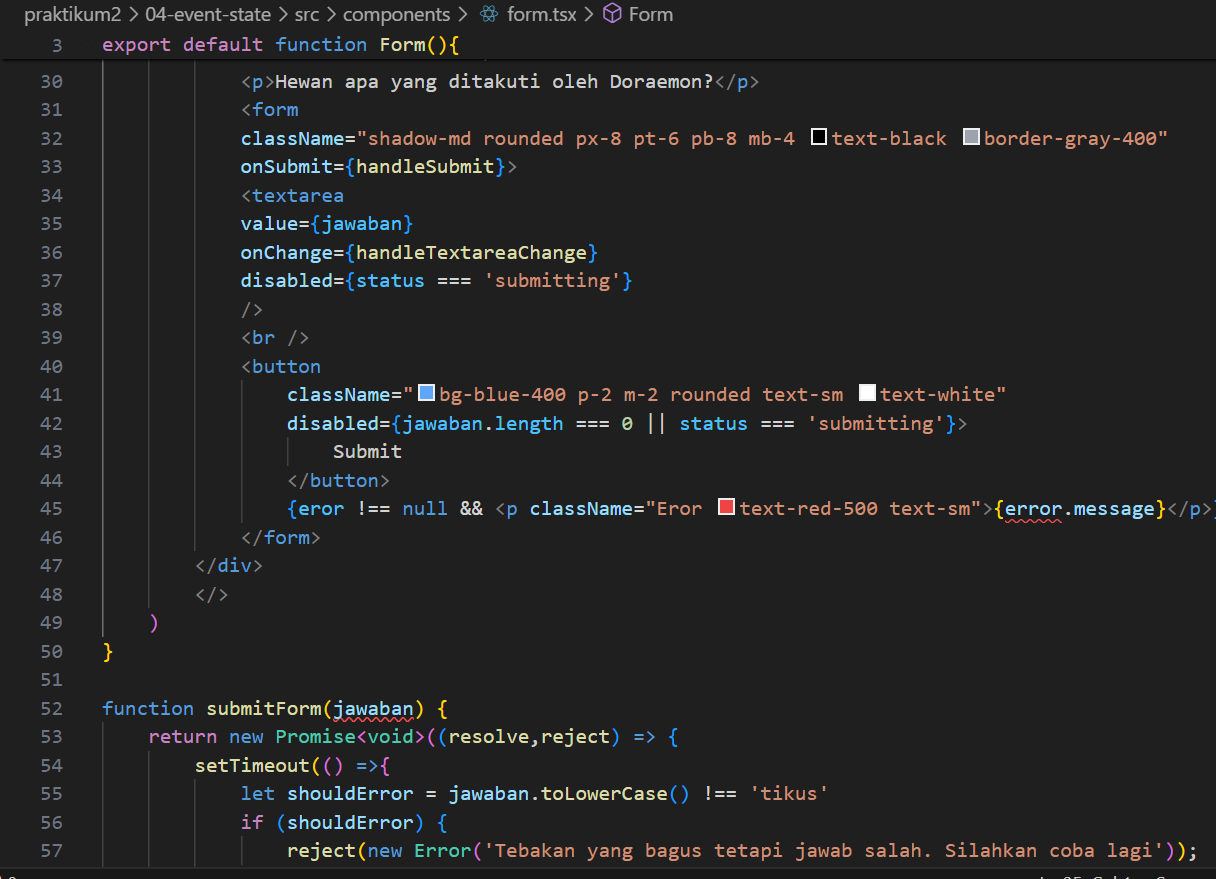 praktikum2 > 04-event-state > src > components > form.tsx > Form
3 export default function Form(){
30 <p>Hewan apa yang ditakuti oleh Doraemon?</p>
31 <form
32 className="shadow-md rounded px-8 pt-6 pb-8 mb-4 text-black border-gray-400"
33 onSubmit={handleSubmit}>
34 <textarea
35 value={jawaban}
36 onChange={handleTextareaChange}
37 disabled={status === 'submitting'}
38 />
39 <br />
40 <button
41 className="bg-blue-400 p-2 m-2 rounded text-sm text-white"
42 disabled={jawaban.length === 0 || status === 'submitting'}>
43 Submit
44 </button>
45 {eror !== null && <p className="Eror text-red-500 text-sm">{error.message}</p>}
46 </form>
47 </div>
48 </>
49 )
50 }
51
52 function submitForm(jawaban) {
53 return new Promise<void>((resolve,reject) => {
54 setTimeout(() =>{
55 let shouldError = jawaban.toLowerCase() !== 'tikus'
56 if (shouldError) {
57 reject(new Error('Tebakan yang bagus tetapi jawab salah. Silahkan coba lagi'));